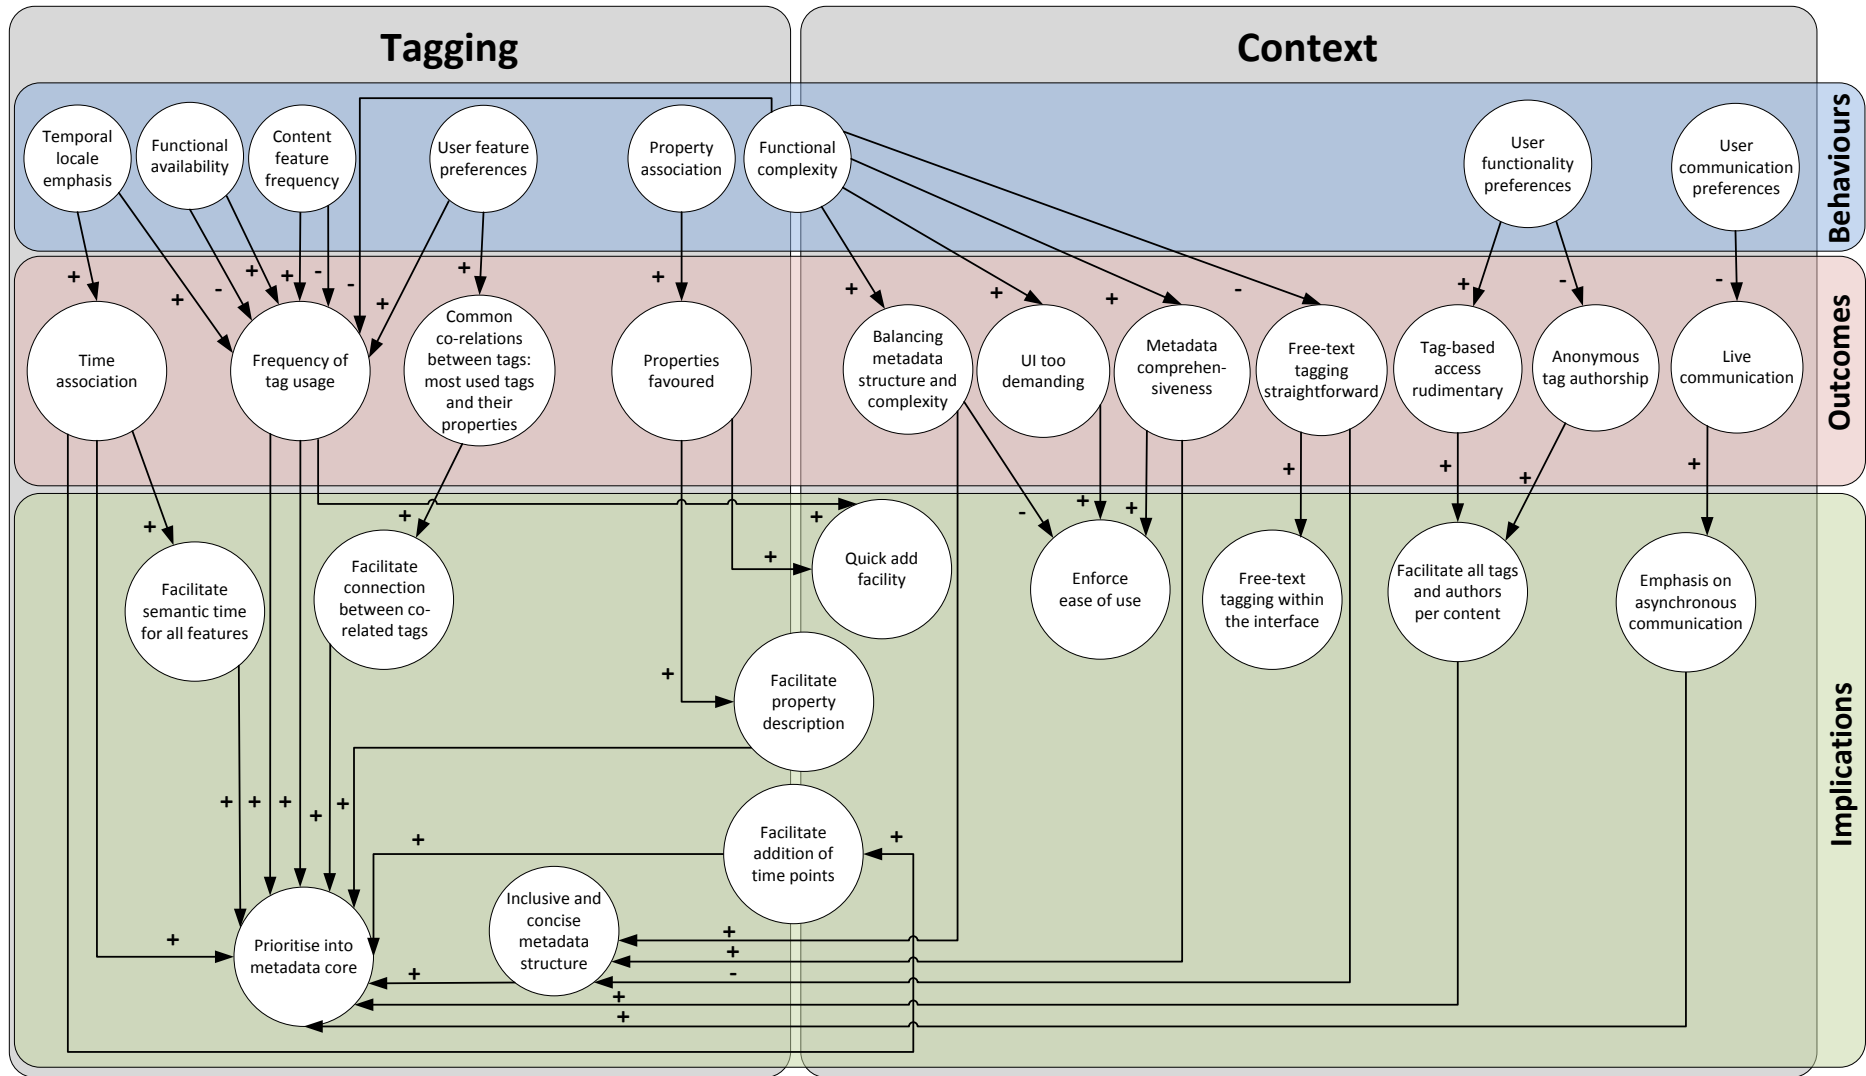 Tagging
Context
Behaviours
Temporal
locale
emphasis
Functional
availability
Content
feature
frequency
User feature
preferences
Property
association
Functional
complexity
User
functionality
preferences
User
communication
preferences
+
+
-
+
+
-
-
+
+
+
+
+
+
-
+
-
-
Outcomes
Time
association
Frequency of
tag usage
Common
co-relations
between tags:
most used tags
and their
properties
Properties
favoured
Balancing
metadata
structure and
complexity
UI too
demanding
Metadata
comprehen-
siveness
Free-text
tagging
straightforward
Tag-based
access
rudimentary
Anonymous
tag authorship
Live
communication
+
+
+
+
-
+
+
+
+
+
+
Implications
Facilitate
semantic time
for all features
Facilitate
connection
between co-
related tags
Quick add
facility
Enforce
ease of use
Free-text
tagging within
the interface
Facilitate all tags
and authors
per content
Emphasis on
asynchronous
communication
+
Facilitate
property
description
+
+
+
+
+
+
+
Facilitate
addition of
time points
Inclusive and
concise
metadata
structure
Prioritise into
metadata core
+
+
+
+
-
+
+